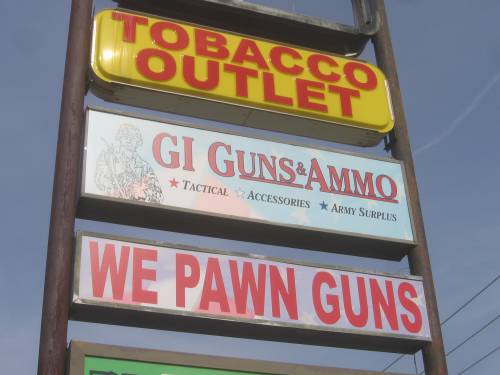 TOBACCO
OUTLET
GI GUNS & AMMO
★ TACTICAL ★ ACCESSORIES ★ ARMY SURPLUS
WE PAWN GUNS